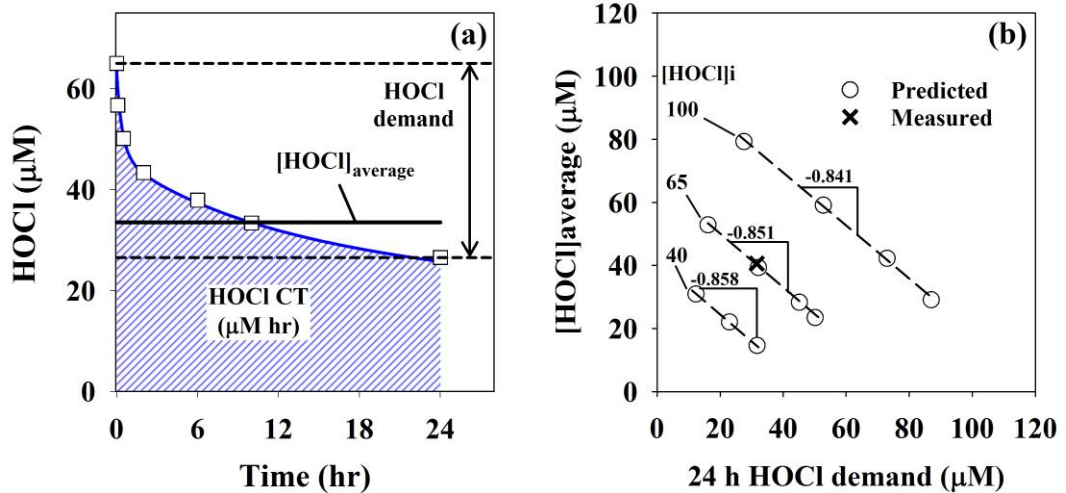 (a)
HOCl (μM)
60
40
20
0
HOCl
demand
[HOCl]average
HOCl CT
(μM hr)
0 6 12 18 24
Time (hr)
(b)
[HOCl]average (μM)
120
100
80
60
40
20
0
[HOCl]i
Predicted
Measured
100
65
40
-0.841
-0.851
-0.858
0 20 40 60 80 100 120
24 h HOCl demand (μM)